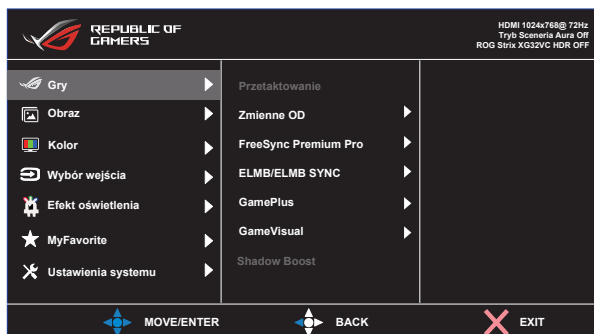 REPUBLIC OF
GAMERS
HDMI 1024x768@ 72Hz
Tryb Sceneria Aura Off
ROG Strix XG32VC HDR OFF
Gry
Obraz
Kolor
Wybór wejścia
Efekt oświetlenia
MyFavorite
Ustawienia systemu
Przetaktowanie
Zmienne OD
FreeSync Premium Pro
ELMB/ELMB SYNC
GamePlus
GameVisual
Shadow Boost
MOVE/ENTER
BACK
EXIT